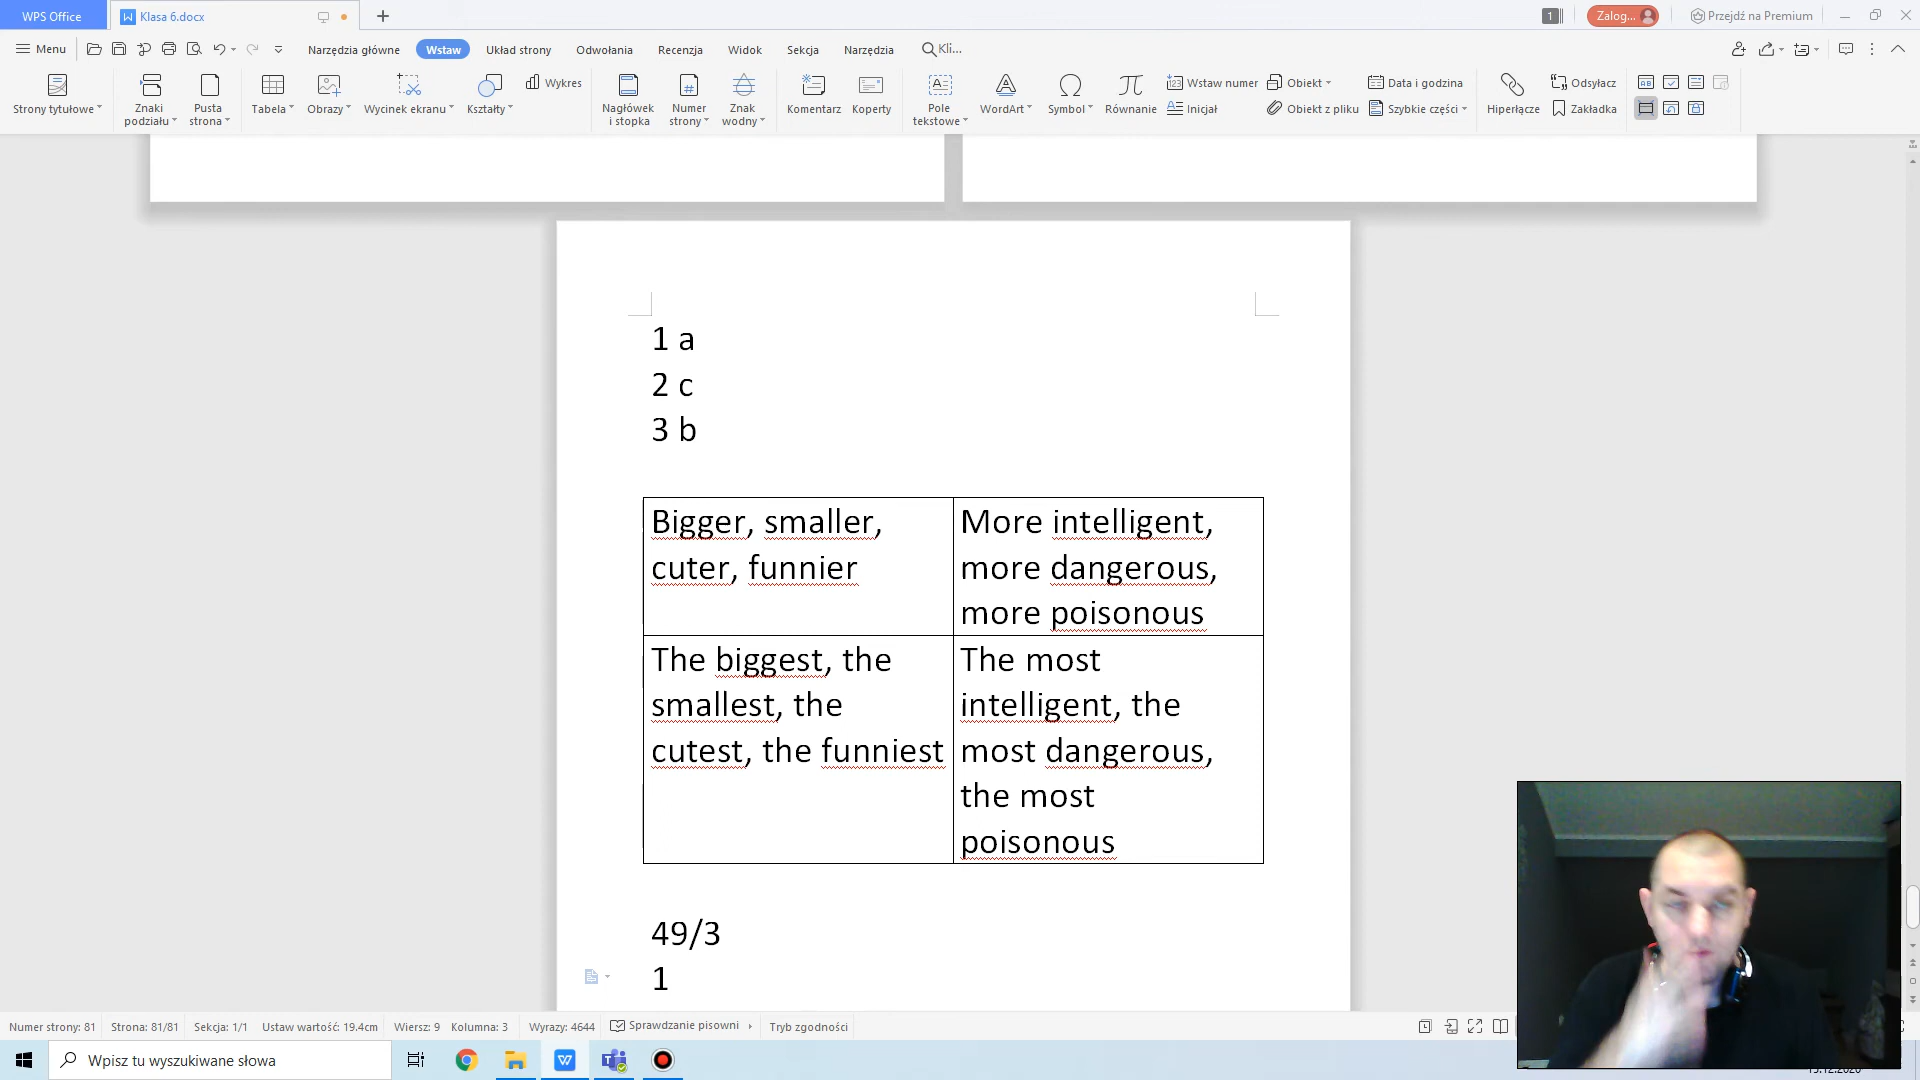 WPS Office
Klasa 6.docx
1
Zalog...
Przejdź na Premium
Menu
Narzędzia główne
Wstaw
Układ strony
Odwołania
Recenzja
Widok
Sekcja
Narzędzia
Kli...
Strony tytułowe
Znaki podziału
Pusta strona
Tabela
Obrazy
Wycinek ekranu
Kształty
Wykres
Nagłówek i stopka
Numer strony
Znak wodny
Komentarz
Koperty
Pole tekstowe
WordArt
Symbol
Równanie
Wstaw numer
Inicjał
Obiekt
Obiekt z pliku
Data i godzina
Szybkie części
Hiperłącze
Odsyłacz
Zakładka
1 a
2 c
3 b
Bigger, smaller,
cuter, funnier
More intelligent,
more dangerous,
more poisonous
The biggest, the
smallest, the
cutest, the funniest
The most
intelligent, the
most dangerous,
the most
poisonous
49/3
1
Numer strony: 81
Strona: 81/81
Sekcja: 1/1
Ustaw wartość: 19.4cm
Wiersz: 9
Kolumna: 3
Wyrazy: 4644
Sprawdzanie pisowni
Tryb zgodności
Wpisz tu wyszukiwane słowa